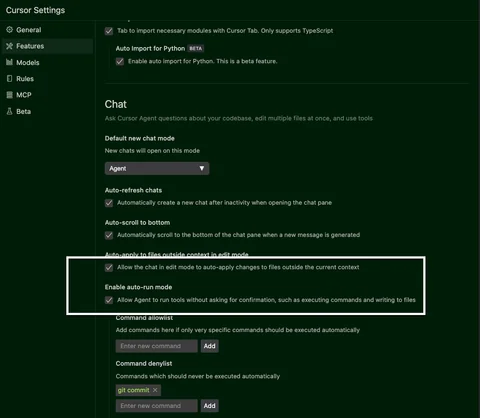 Cursor Settings
General
Features
Models
Rules
MCP
Beta
Tab to import necessary modules with Cursor Tab. Only supports TypeScript
Auto Import for Python BETA
Enable auto import for Python. This is a beta feature.
Chat
Ask Cursor Agent questions about your codebase, edit multiple files at once, and use tools
Default new chat mode
New chats will open on this mode
Agent
Auto-refresh chats
Automatically create a new chat after inactivity when opening the chat pane
Auto-scroll to bottom
Automatically scroll to the bottom of the chat pane when a new message is generated
Auto-apply to files outside context in edit mode
Allow the chat in edit mode to auto-apply changes to files outside the current context
Enable auto-run mode
Allow Agent to run tools without asking for confirmation, such as executing commands and writing to files
Command allowlist
Add commands here if only very specific commands should be executed automatically
Enter new command Add
Command denylist
Commands which should never be executed automatically
git commit ×
Enter new command Add